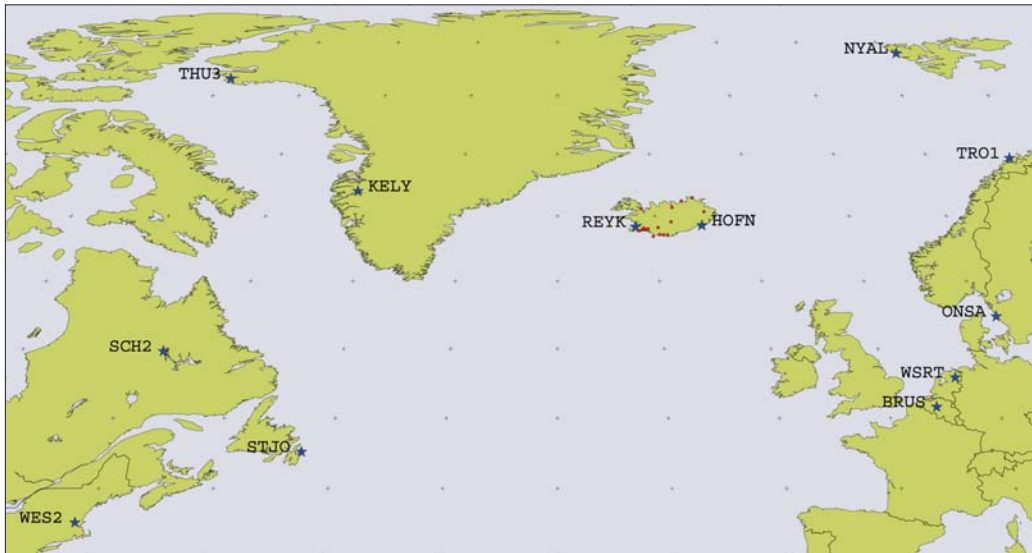 NYAL
THU3
TRO1
KELY
REYK
HOFN
ONSA
SCH2
WSRT
BRUS
STJO
WES2